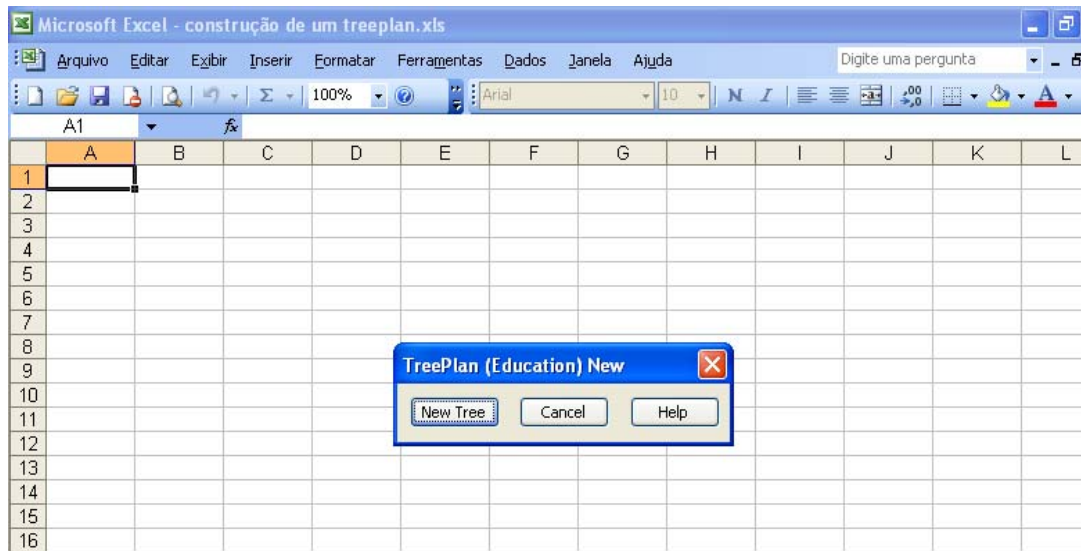 Microsoft Excel - construção de um treeplan.xls
Arquivo Editar Exibir Inserir Formatar Ferramentas Dados Janela Ajuda Digite uma pergunta
Σ 100% Arial 10 N I A
A1 fx
A B C D E F G H I J K L
1
2
3
4
5
6
7
8
9
10
11
12
13
14
15
16
TreePlan (Education) New
New Tree Cancel Help